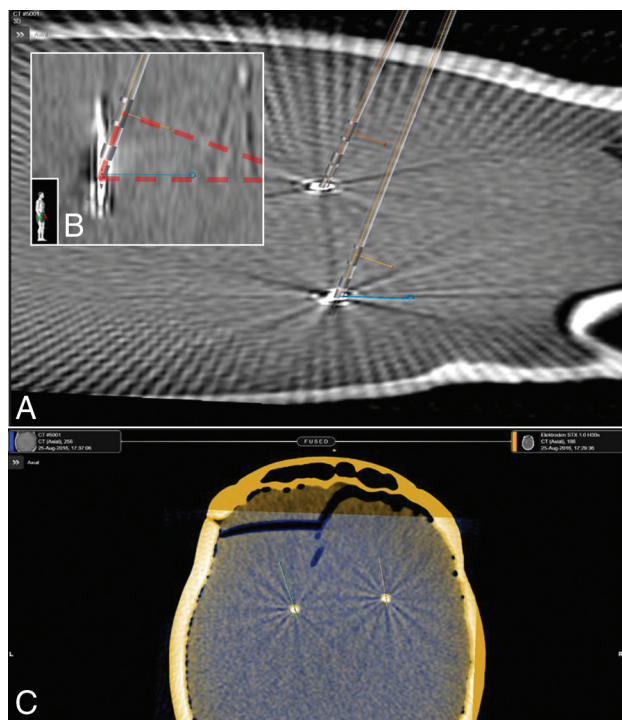 CT #5001
3D
Axial
B
A
CT #5001
CT (Axial), 256
25-Aug-2016, 17:37:06
FUSED
Elektroden STX 1.0 H30s
CT (Axial), 188
25-Aug-2016, 17:29:36
Axial
L
R
C